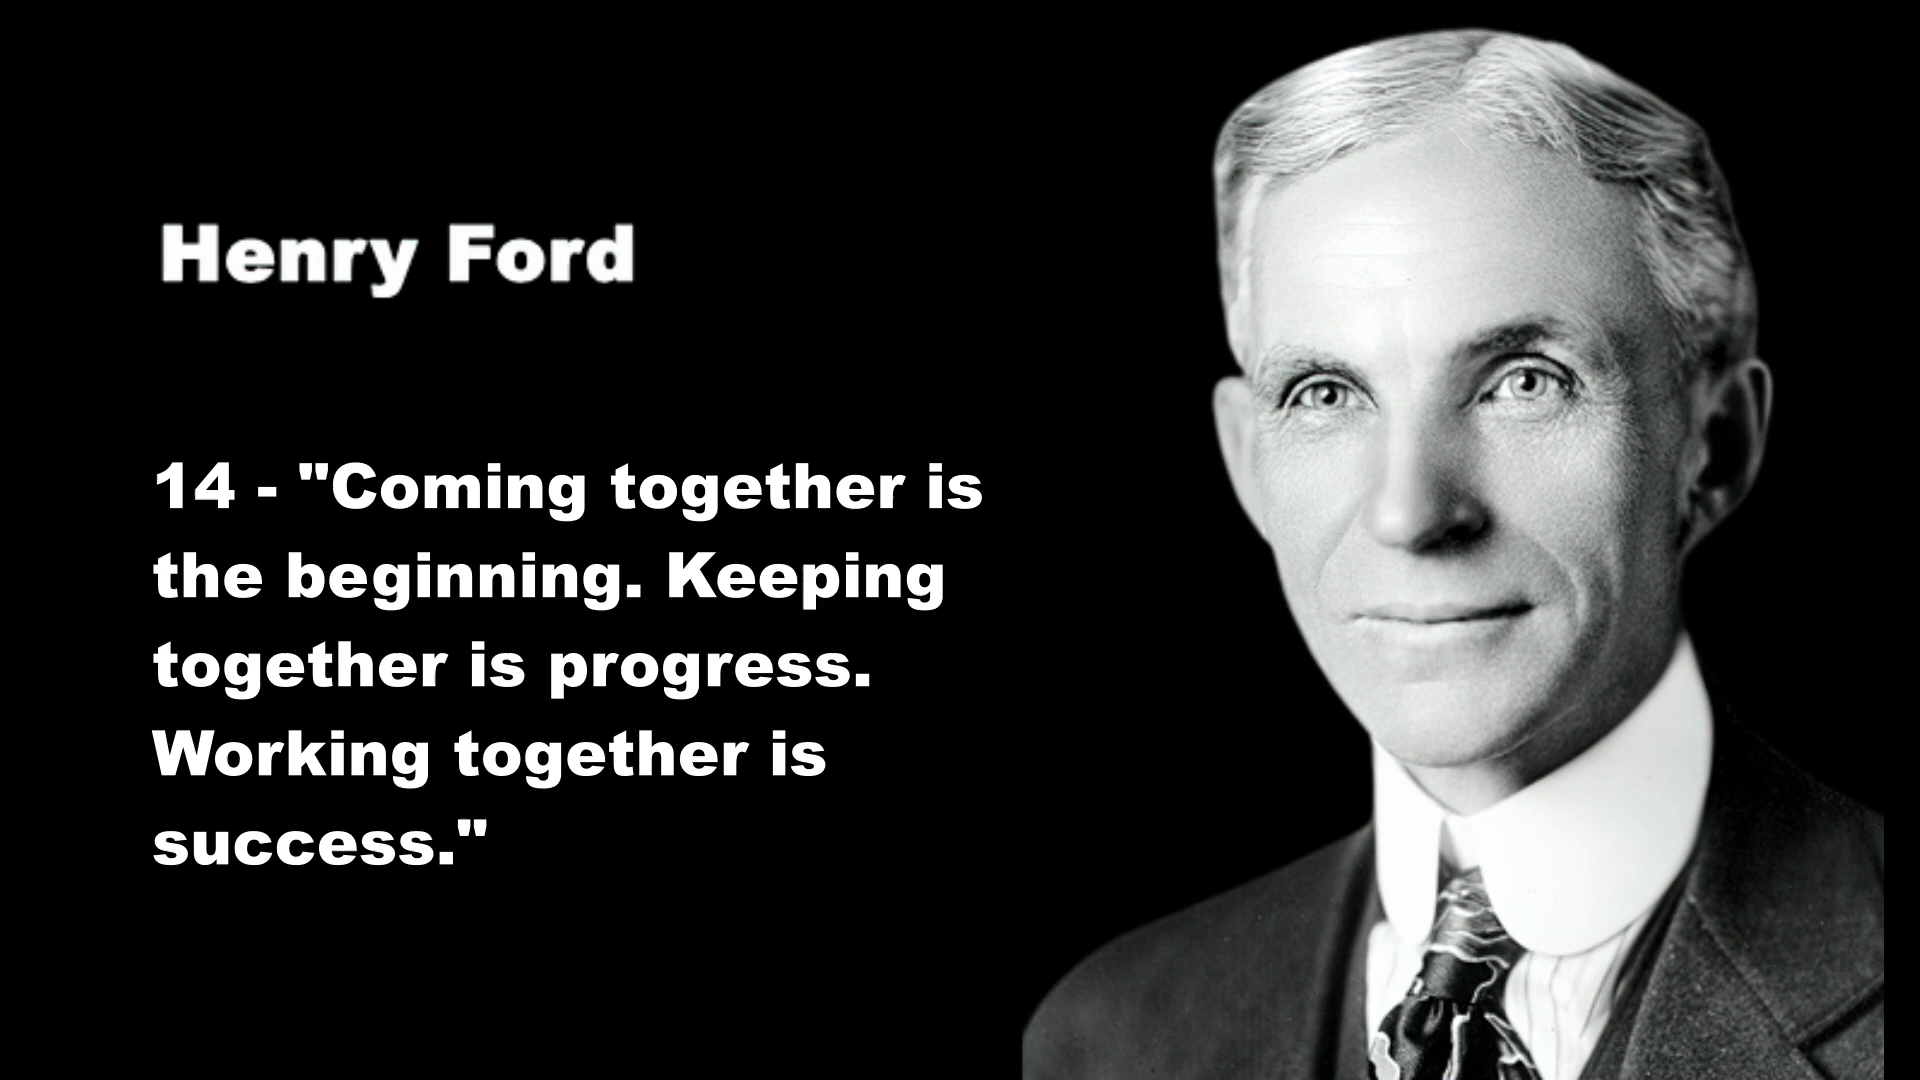 Henry Ford
14 - "Coming together is
the beginning. Keeping
together is progress.
Working together is
success."